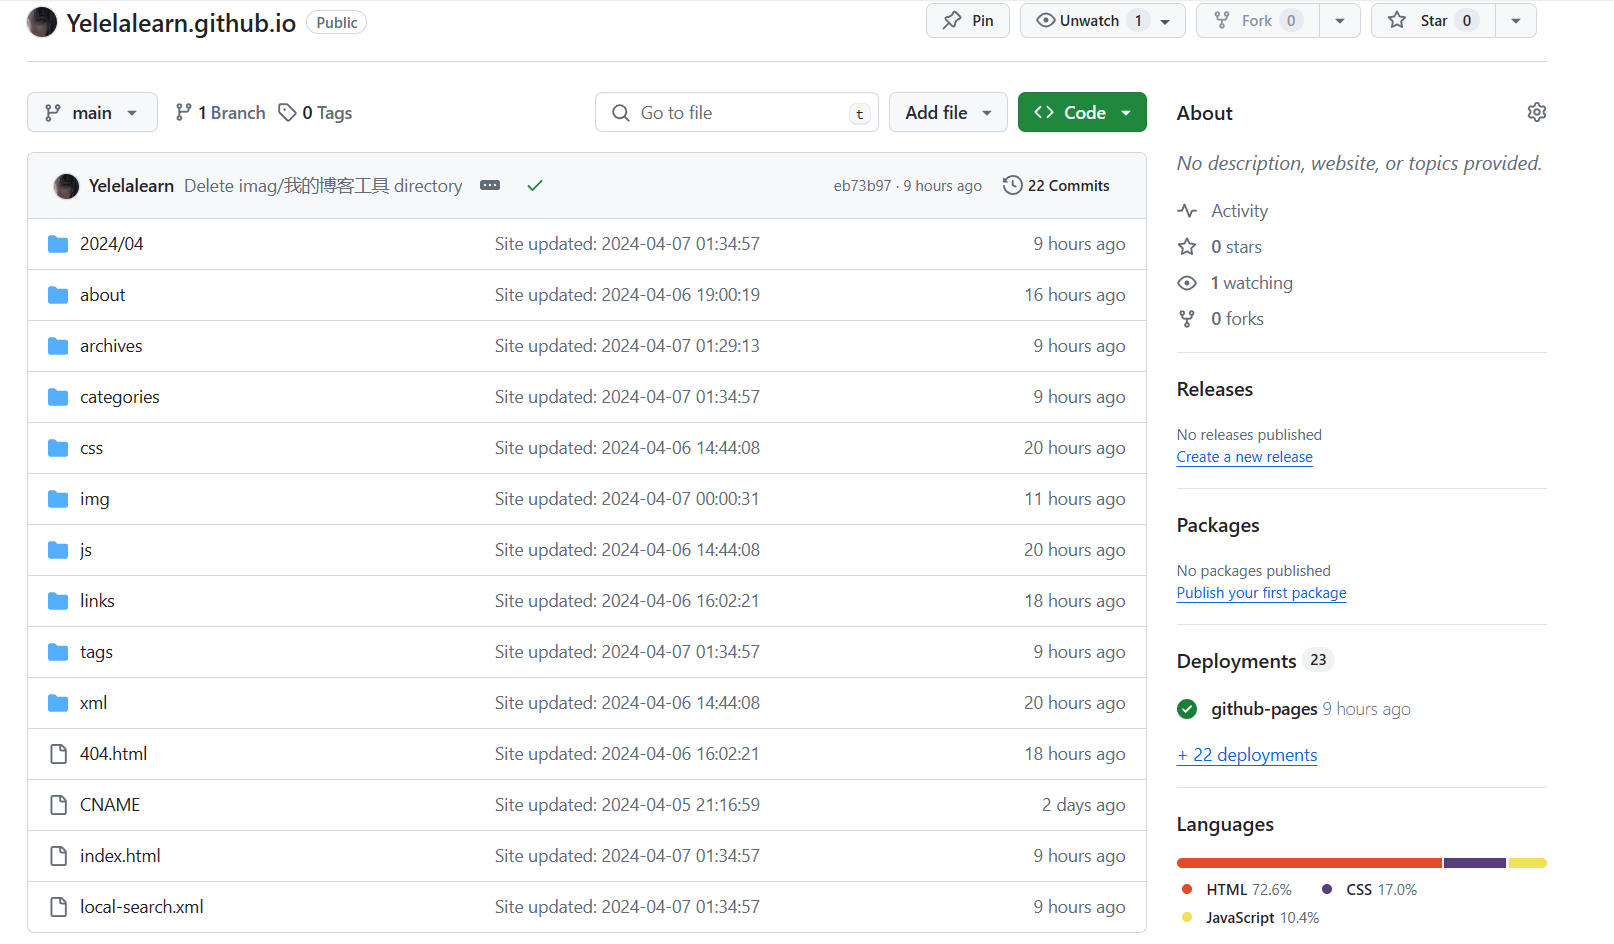 Yelelalearn.github.io Public Pin Unwatch 1 Fork 0 Star 0
main 1 Branch 0 Tags Go to file t Add file Code
Yelelalearn Delete imag/我的博客工具 directory eb73b97 · 9 hours ago 22 Commits
2024/04 Site updated: 2024-04-07 01:34:57 9 hours ago
about Site updated: 2024-04-06 19:00:19 16 hours ago
archives Site updated: 2024-04-07 01:29:13 9 hours ago
categories Site updated: 2024-04-07 01:34:57 9 hours ago
css Site updated: 2024-04-06 14:44:08 20 hours ago
img Site updated: 2024-04-07 00:00:31 11 hours ago
js Site updated: 2024-04-06 14:44:08 20 hours ago
links Site updated: 2024-04-06 16:02:21 18 hours ago
tags Site updated: 2024-04-07 01:34:57 9 hours ago
xml Site updated: 2024-04-06 14:44:08 20 hours ago
404.html Site updated: 2024-04-06 16:02:21 18 hours ago
CNAME Site updated: 2024-04-05 21:16:59 2 days ago
index.html Site updated: 2024-04-07 01:34:57 9 hours ago
local-search.xml Site updated: 2024-04-07 01:34:57 9 hours ago
About
No description, website, or topics provided.
Activity
0 stars
1 watching
0 forks
Releases
No releases published
Create a new release
Packages
No packages published
Publish your first package
Deployments 23
github-pages 9 hours ago
+ 22 deployments
Languages
HTML 72.6% CSS 17.0%
JavaScript 10.4%